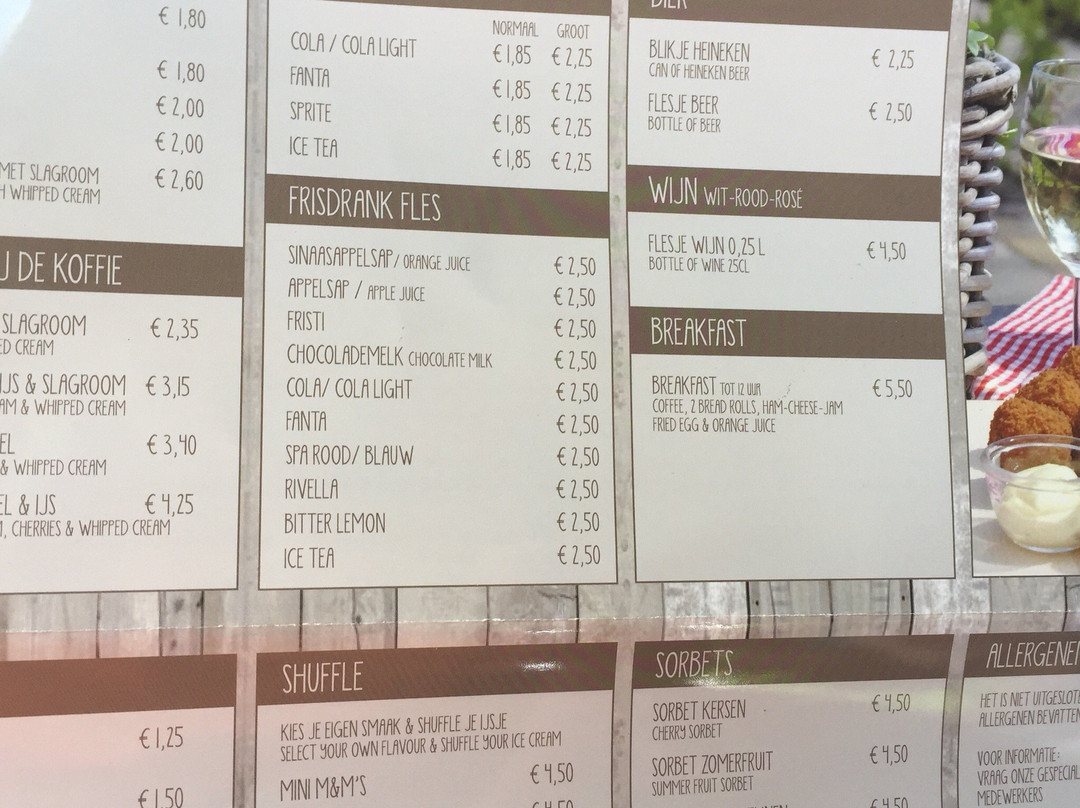 € 1,80
€ 1,80
€ 2,00
€ 2,00
MET SLAGROOM € 2,60
WHIPPED CREAM
DE KOFFIE
SLAGROOM € 2,35
CREAM
IJS & SLAGROOM € 3,15
& WHIPPED CREAM
€ 3,40
& WHIPPED CREAM
& IJS € 4,25
, CHERRIES & WHIPPED CREAM
NORMAAL GROOT
COLA / COLA LIGHT € 1,85 € 2,25
FANTA € 1,85 € 2,25
SPRITE € 1,85 € 2,25
ICE TEA € 1,85 € 2,25
FRISDRANK FLES
SINAASAPPELSAP / ORANGE JUICE € 2,50
APPELSAP / APPLE JUICE € 2,50
FRISTI € 2,50
CHOCOLADEMELK CHOCOLATE MILK € 2,50
COLA/ COLA LIGHT € 2,50
FANTA € 2,50
SPA ROOD/ BLAUW € 2,50
RIVELLA € 2,50
BITTER LEMON € 2,50
ICE TEA € 2,50
BIER
BLIKJE HEINEKEN € 2,25
CAN OF HEINEKEN BEER
FLESJE BEER € 2,50
BOTTLE OF BEER
WIJN WIT-ROOD-ROSÉ
FLESJE WIJN 0,25 L € 4,50
BOTTLE OF WINE 25CL
BREAKFAST
BREAKFAST TOT 12 UUR € 5,50
COFFEE, 2 BREAD ROLLS, HAM-CHEESE-JAM
FRIED EGG & ORANGE JUICE
€ 1,25
€ 1,50
SHUFFLE
KIES JE EIGEN SMAAK & SHUFFLE JE IJSJE
SELECT YOUR OWN FLAVOUR & SHUFFLE YOUR ICE CREAM
MINI M&M'S € 4,50
€ 4,50
SORBETS
SORBET KERSEN € 4,50
CHERRY SORBET
SORBET ZOMERFRUIT € 4,50
SUMMER FRUIT SORBET
€ 4,50
ALLERGENEN
HET IS NIET UITGESLOTE
ALLERGENEN BEVATTEN
VOOR INFORMATIE:
VRAAG ONZE GESPECIAL
MEDEWERKERS